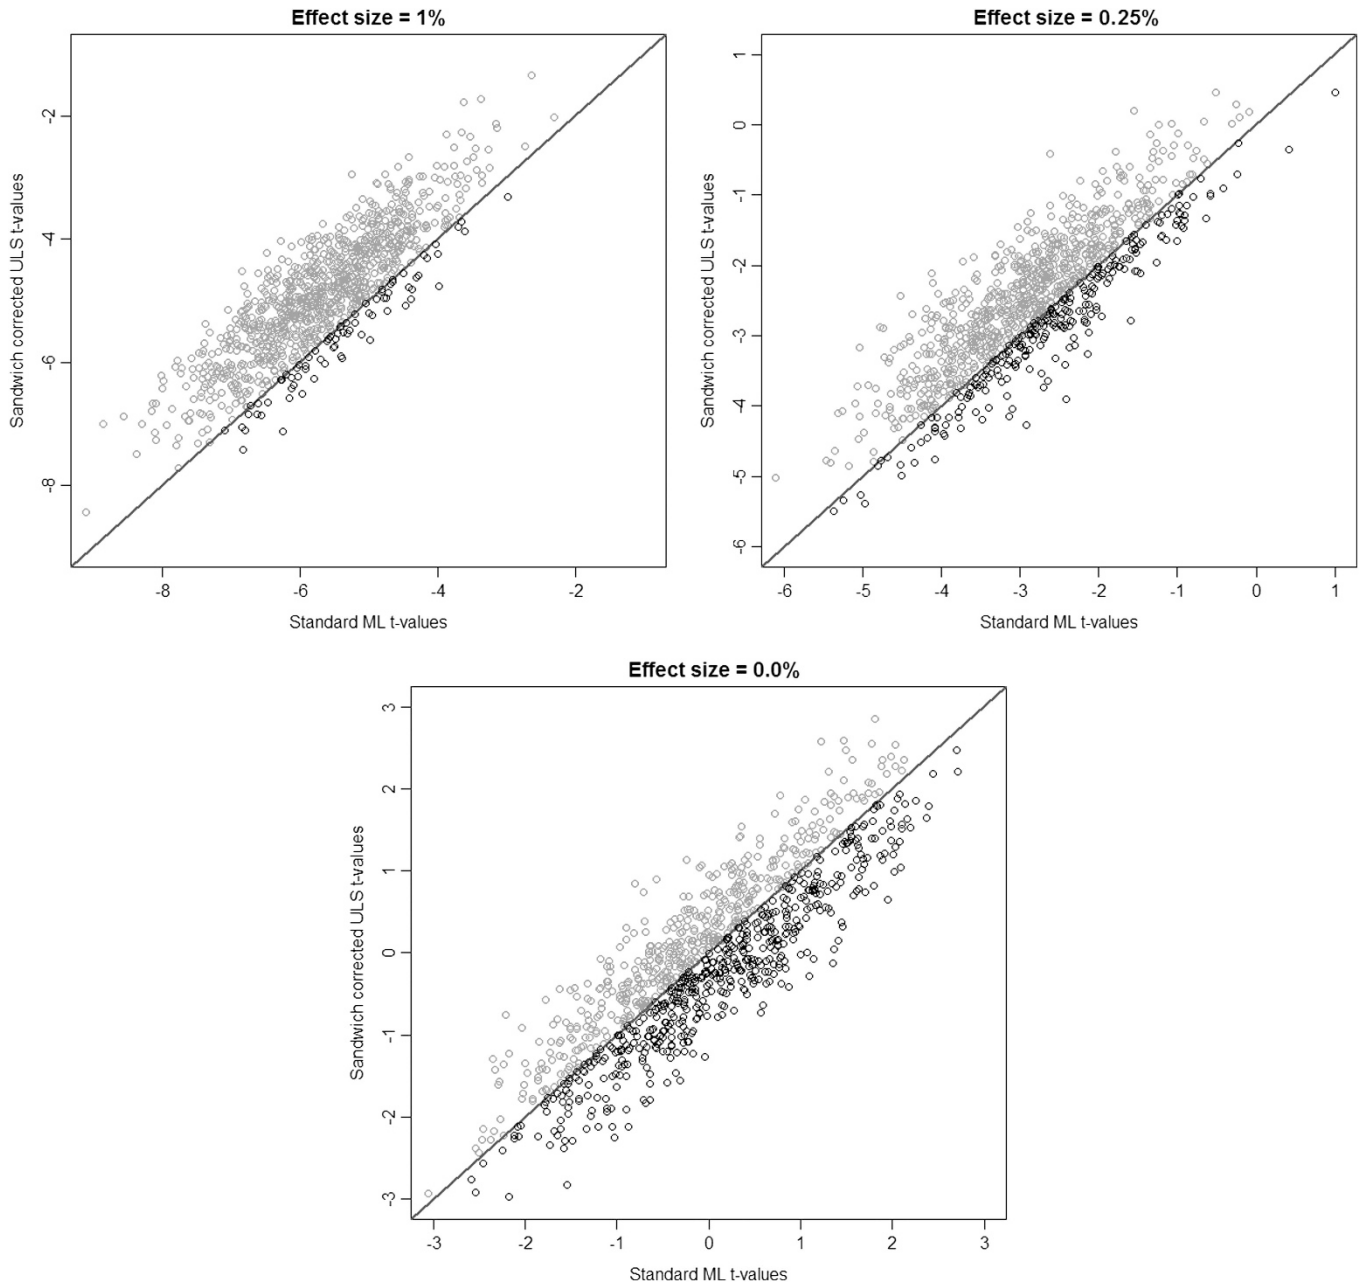 Effect size = 1%
Sandwich corrected ULS t-values
-2
-4
-6
-8
-8 -6 -4 -2
Standard ML t-values
Effect size = 0.25%
Sandwich corrected ULS t-values
1
0
-1
-2
-3
-4
-5
-6
-6 -5 -4 -3 -2 -1 0 1
Standard ML t-values
Effect size = 0.0%
Sandwich corrected ULS t-values
3
2
1
0
-1
-2
-3
-3 -2 -1 0 1 2 3
Standard ML t-values